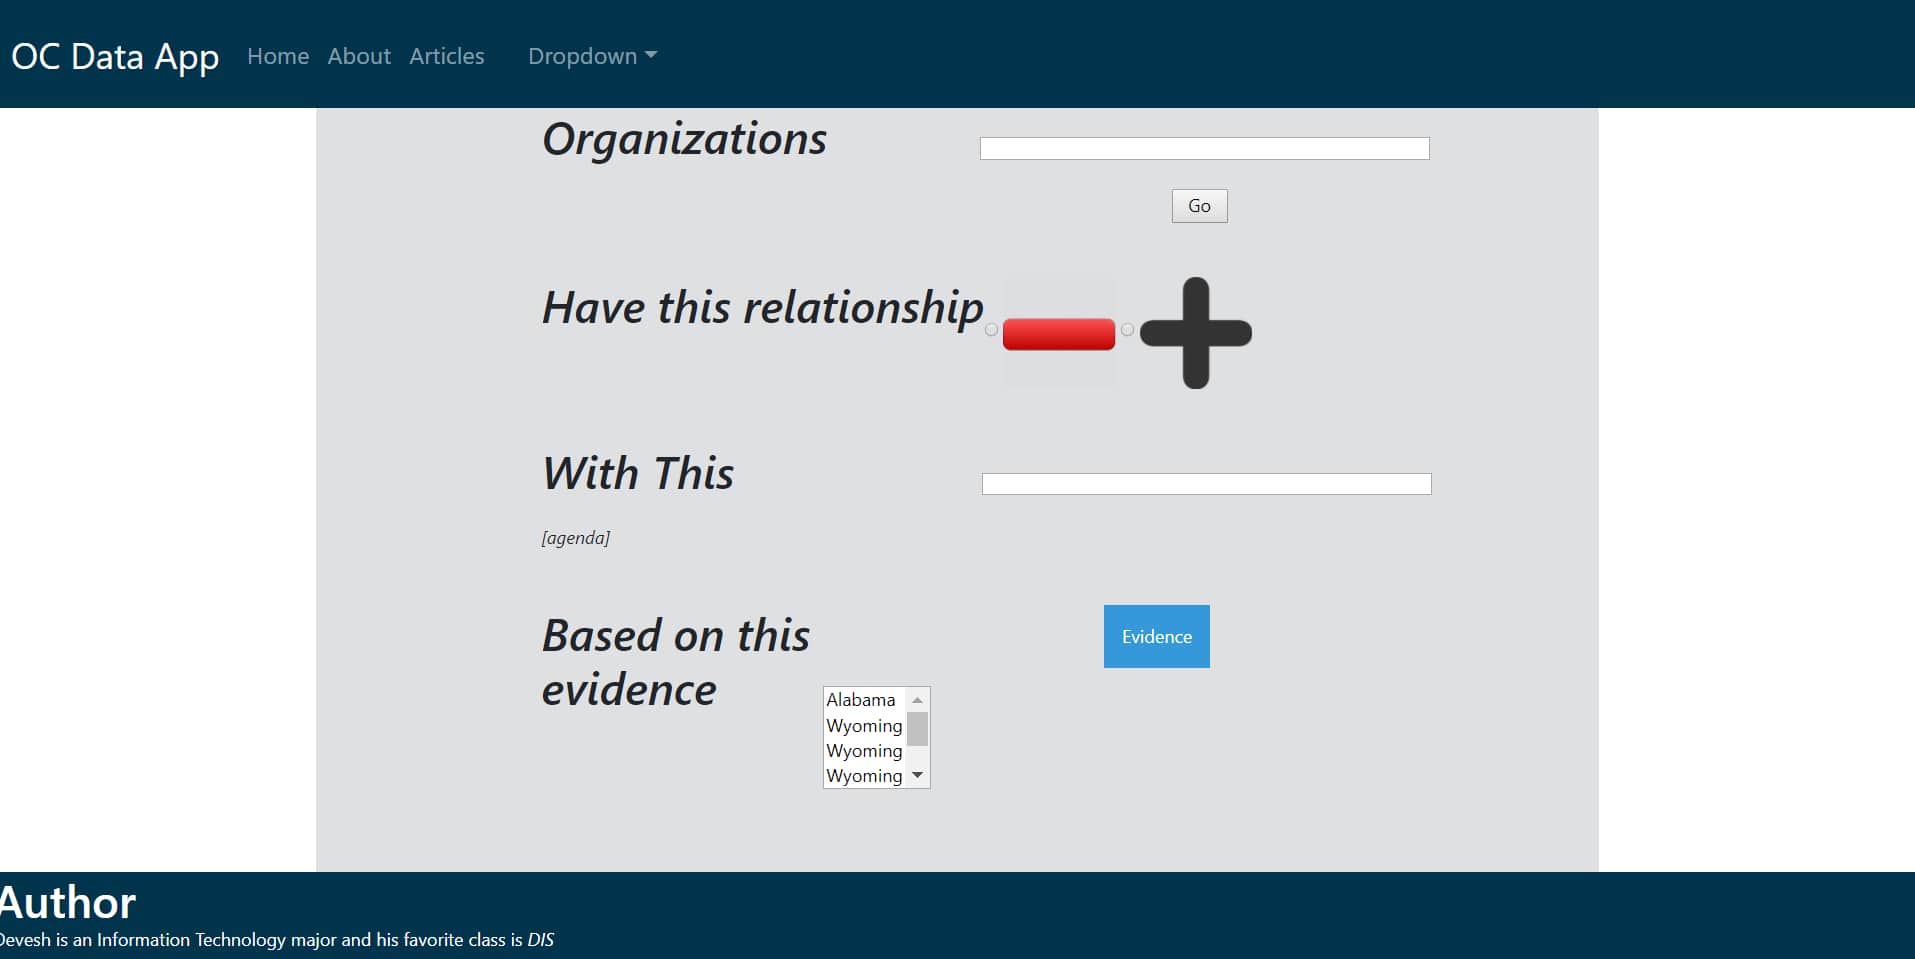 OC Data App Home About Articles Dropdown
Organizations
Go
Have this relationship
With This
[agenda]
Based on this
evidence
Evidence
Alabama
Wyoming
Wyoming
Wyoming
Author
Devesh is an Information Technology major and his favorite class is DIS